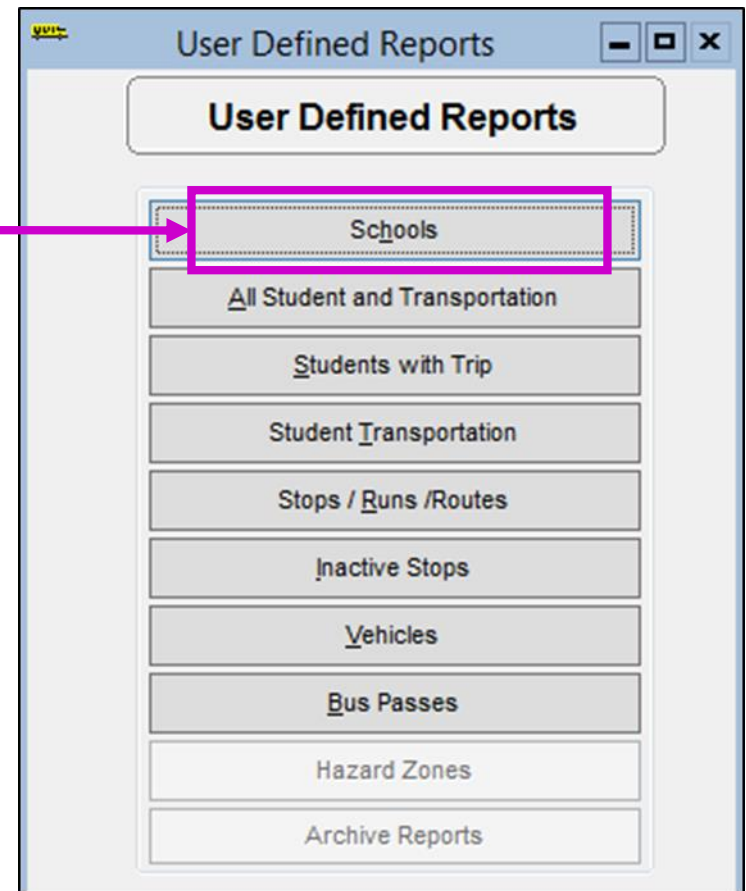 User Defined Reports
User Defined Reports
Schools
All Student and Transportation
Students with Trip
Student Transportation
Stops / Runs /Routes
Inactive Stops
Vehicles
Bus Passes
Hazard Zones
Archive Reports